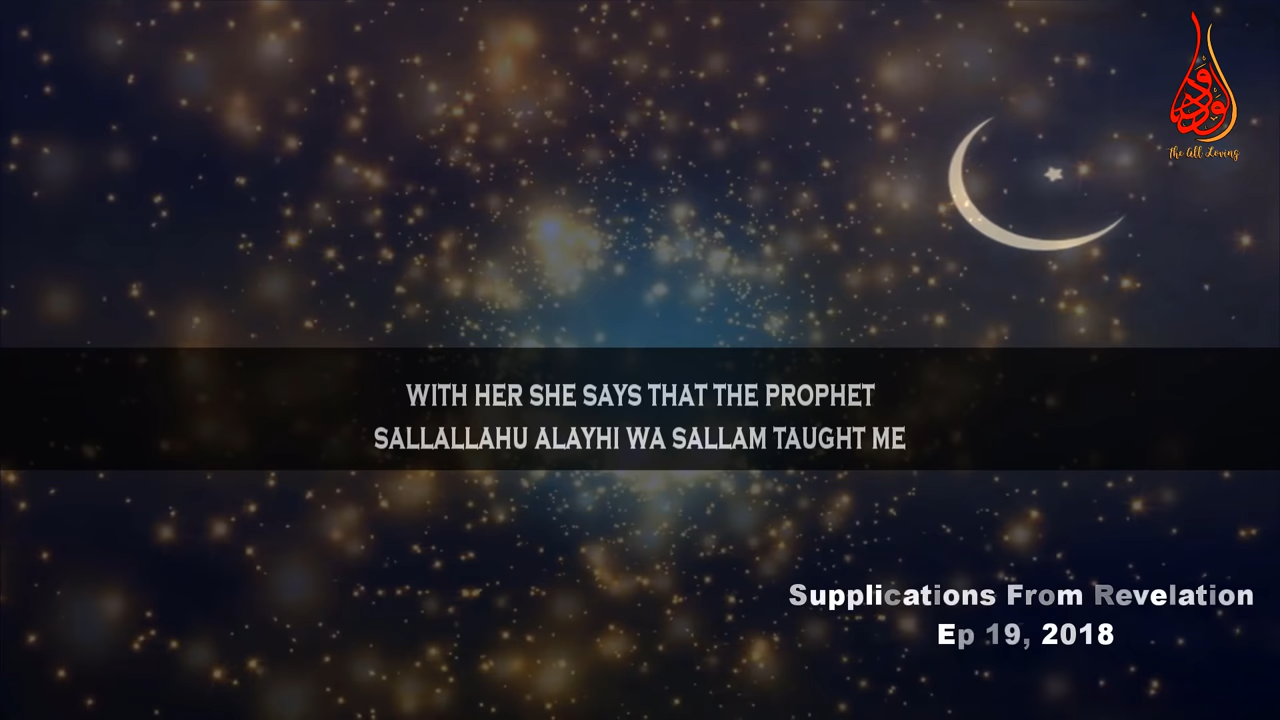 الودود
The All Loving
WITH HER SHE SAYS THAT THE PROPHET
SALLALLAHU ALAYHI WA SALLAM TAUGHT ME
Supplications From Revelation
Ep 19, 2018